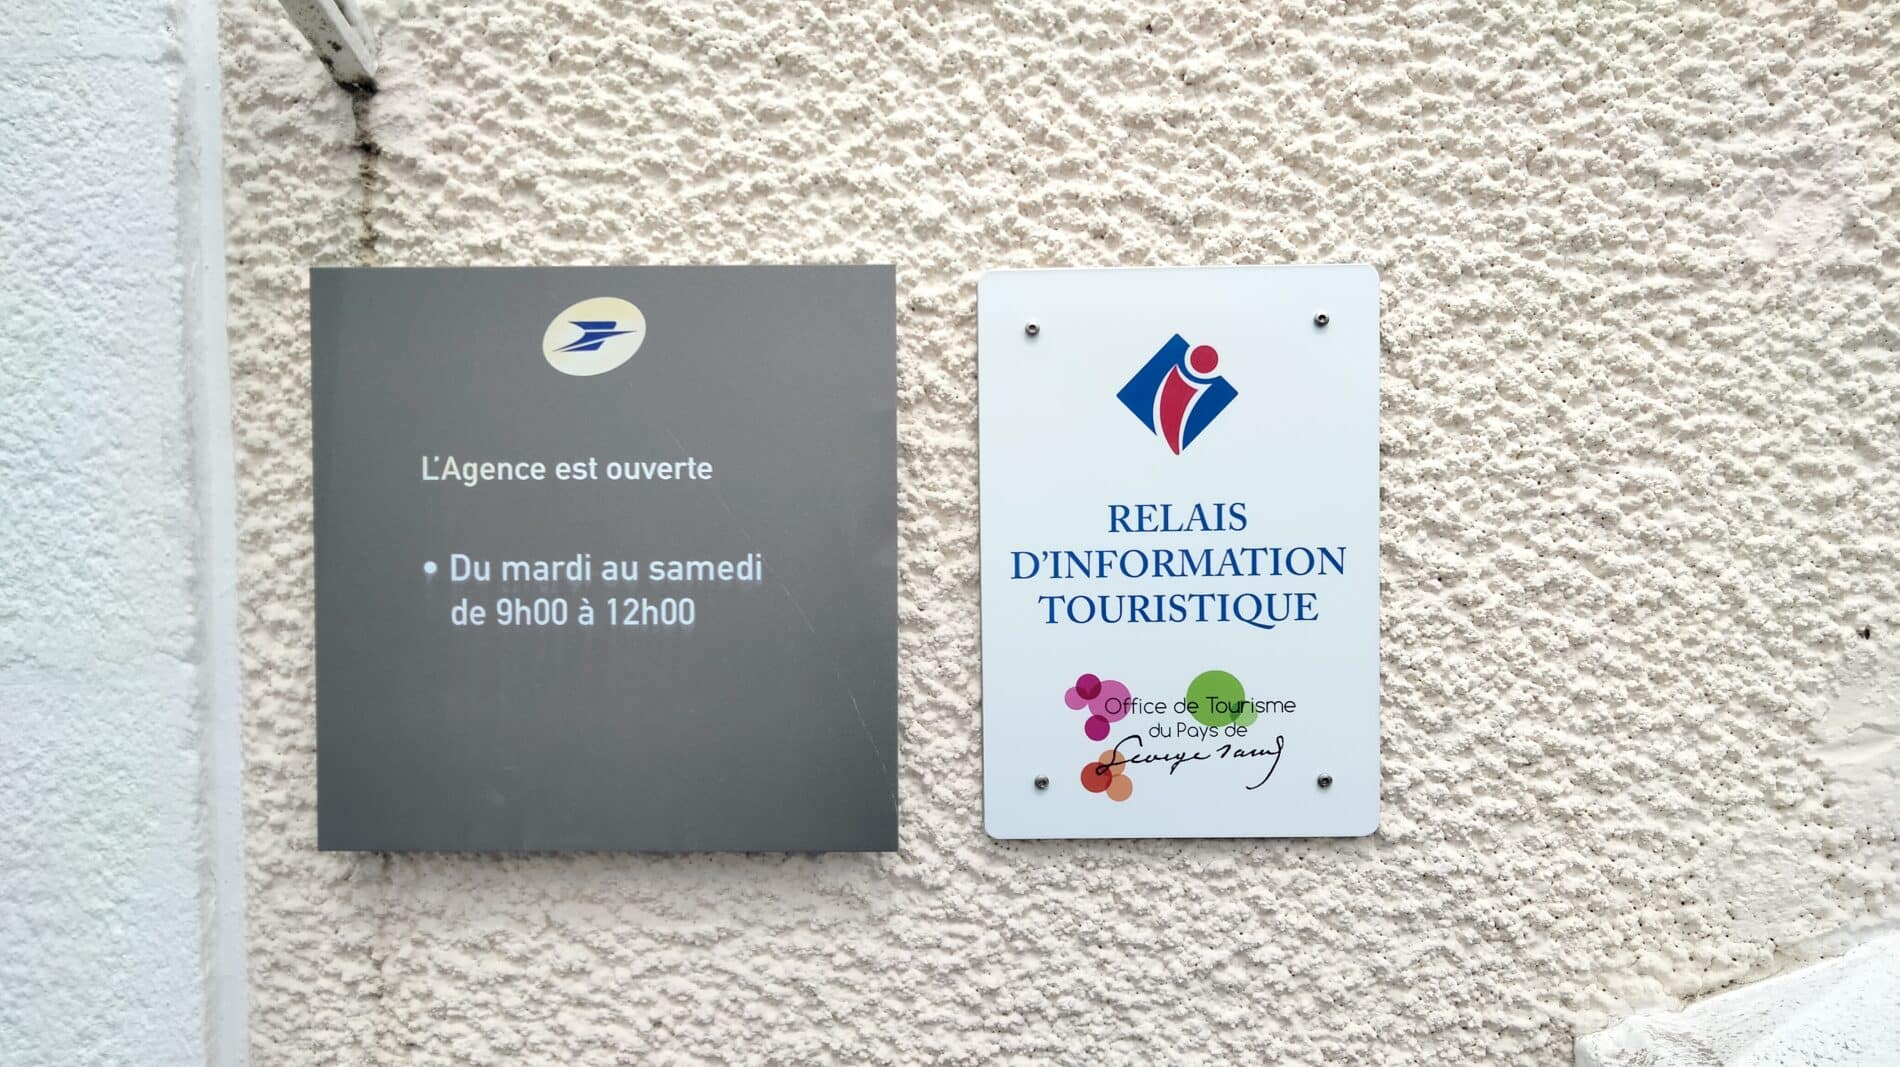 L'Agence est ouverte
• Du mardi au samedi
de 9h00 à 12h00
RELAIS
D'INFORMATION
TOURISTIQUE
Office de Tourisme
du Pays de
George Sand